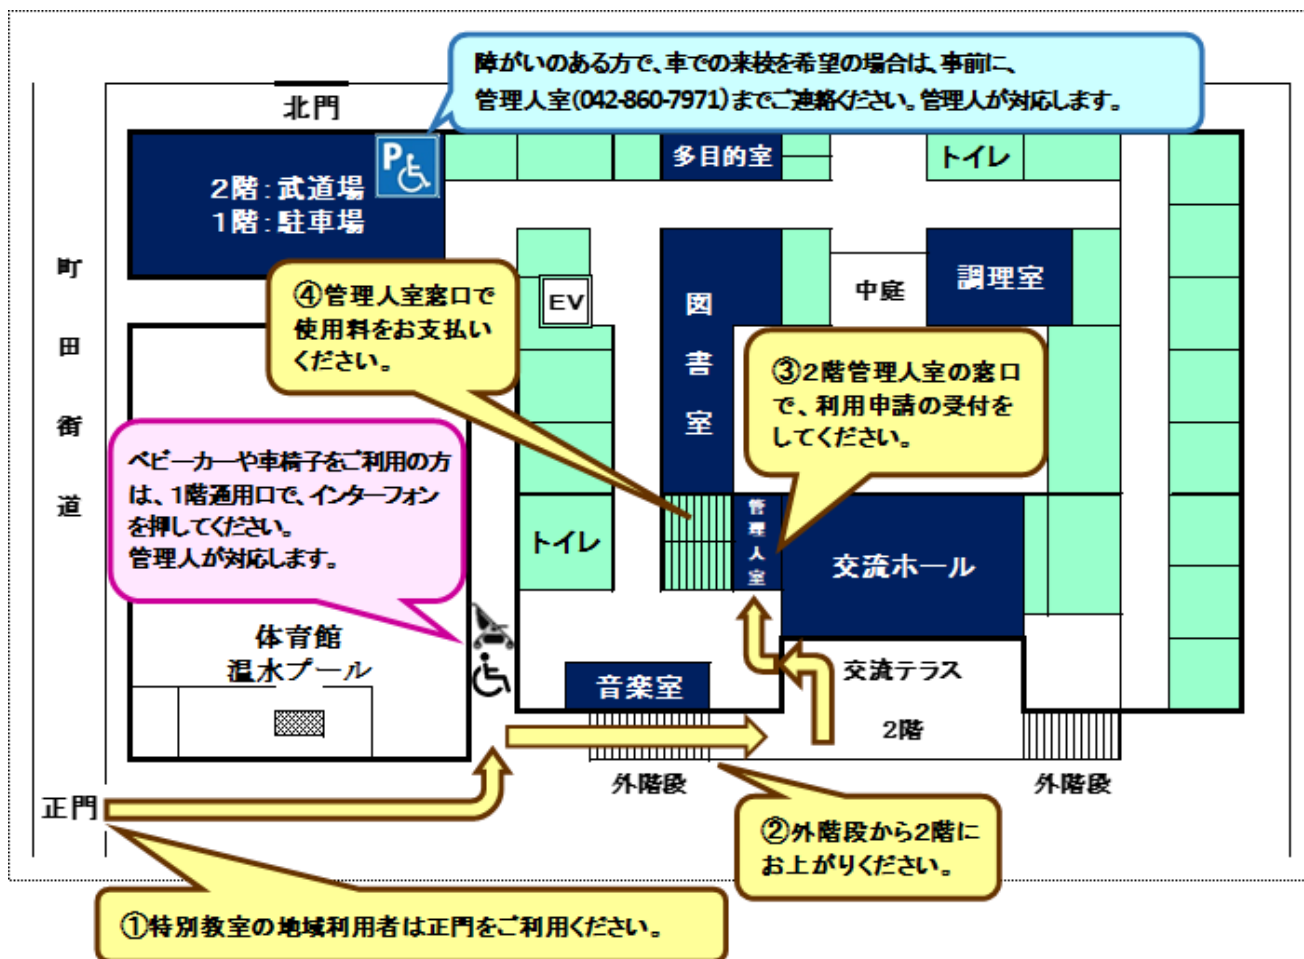 障がいのある方で、車での来校を希望の場合は、事前に、
管理人室(042-860-7971)までご連絡ください。管理人が対応します。
北門
P
2階:武道場
1階:駐車場
多目的室
トイレ
町田街道
④管理人室窓口で
使用料をお支払い
ください。
EV
図書室
中庭
調理室
③2階管理人室の窓口
で、利用申請の受付を
してください。
ベビーカーや車椅子をご利用の方
は、1階通用口で、インターフォン
を押してください。
管理人が対応します。
トイレ
管理人室
交流ホール
体育館
温水プール
音楽室
交流テラス
2階
外階段
外階段
正門
②外階段から2階に
お上がりください。
①特別教室の地域利用者は正門をご利用ください。